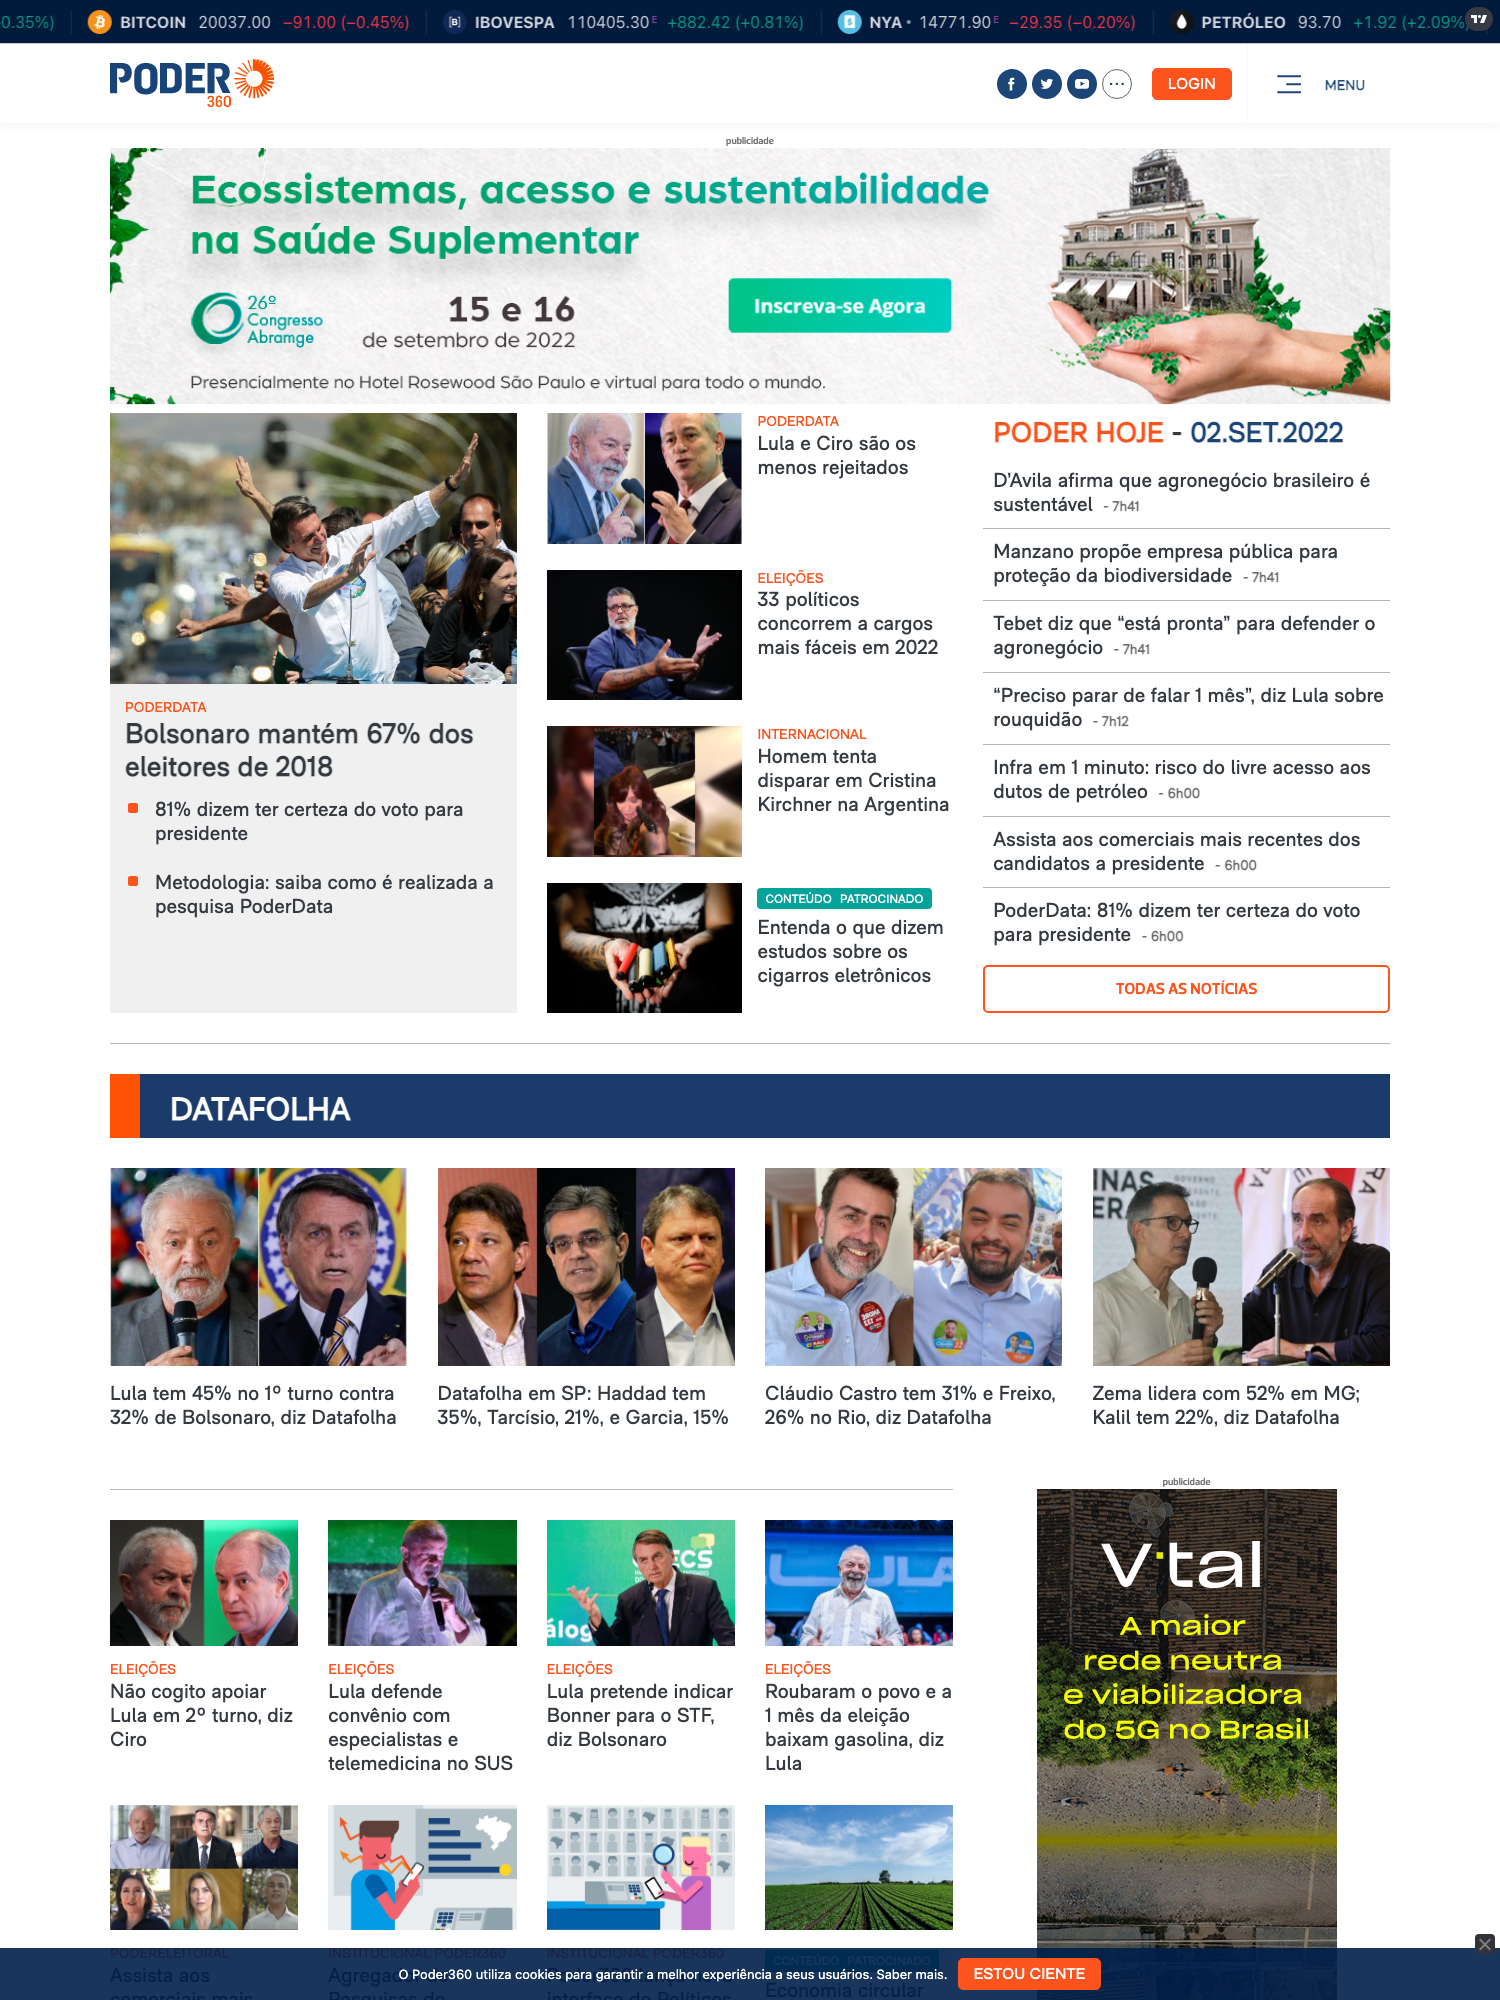 0.35%)
BITCOIN 20037.00 −91.00 (−0.45%)
IBOVESPA 110405.30 E +882.42 (+0.81%)
NYA • 14771.90 E −29.35 (−0.20%)
PETRÓLEO 93.70 +1.92 (+2.09%)
PODER
360
LOGIN
MENU
publicidade
Ecossistemas, acesso e sustentabilidade
na Saúde Suplementar
26º
Congresso
Abramge
15 e 16
de setembro de 2022
Inscreva-se Agora
Presencialmente no Hotel Rosewood São Paulo e virtual para todo o mundo.
PODERDATA
Bolsonaro mantém 67% dos
eleitores de 2018
81% dizem ter certeza do voto para
presidente
Metodologia: saiba como é realizada a
pesquisa PoderData
PODERDATA
Lula e Ciro são os
menos rejeitados
ELEIÇÕES
33 políticos
concorrem a cargos
mais fáceis em 2022
INTERNACIONAL
Homem tenta
disparar em Cristina
Kirchner na Argentina
CONTEÚDO PATROCINADO
Entenda o que dizem
estudos sobre os
cigarros eletrônicos
PODER HOJE - 02.SET.2022
D’Avila afirma que agronegócio brasileiro é
sustentável - 7h41
Manzano propõe empresa pública para
proteção da biodiversidade - 7h41
Tebet diz que “está pronta” para defender o
agronegócio - 7h41
“Preciso parar de falar 1 mês”, diz Lula sobre
rouquidão - 7h12
Infra em 1 minuto: risco do livre acesso aos
dutos de petróleo - 6h00
Assista aos comerciais mais recentes dos
candidatos a presidente - 6h00
PoderData: 81% dizem ter certeza do voto
para presidente - 6h00
TODAS AS NOTÍCIAS
DATAFOLHA
Lula tem 45% no 1º turno contra
32% de Bolsonaro, diz Datafolha
Datafolha em SP: Haddad tem
35%, Tarcísio, 21%, e Garcia, 15%
Cláudio Castro tem 31% e Freixo,
26% no Rio, diz Datafolha
Zema lidera com 52% em MG;
Kalil tem 22%, diz Datafolha
publicidade
ELEIÇÕES
Não cogito apoiar
Lula em 2º turno, diz
Ciro
ELEIÇÕES
Lula defende
convênio com
especialistas e
telemedicina no SUS
ELEIÇÕES
Lula pretende indicar
Bonner para o STF,
diz Bolsonaro
ELEIÇÕES
Roubaram o povo e a
1 mês da eleição
baixam gasolina, diz
Lula
V.tal
A maior
rede neutra
e viabilizadora
do 5G no Brasil
PODERELEITORAL
Assista aos
comerciais mais
INSTITUCIONAL PODER360
Pesquisas de
INSTITUCIONAL PODER360
interface do Políticos
CONTEÚDO PATROCINADO
Economia circular
O Poder360 utiliza cookies para garantir a melhor experiência a seus usuários. Saber mais.
ESTOU CIENTE